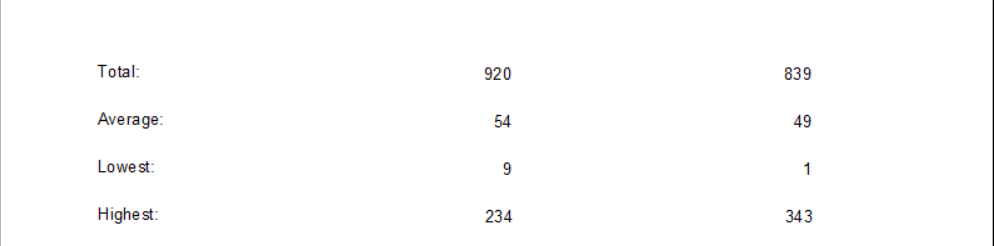 Total: 920 839
Average: 54 49
Lowest: 9 1
Highest: 234 343